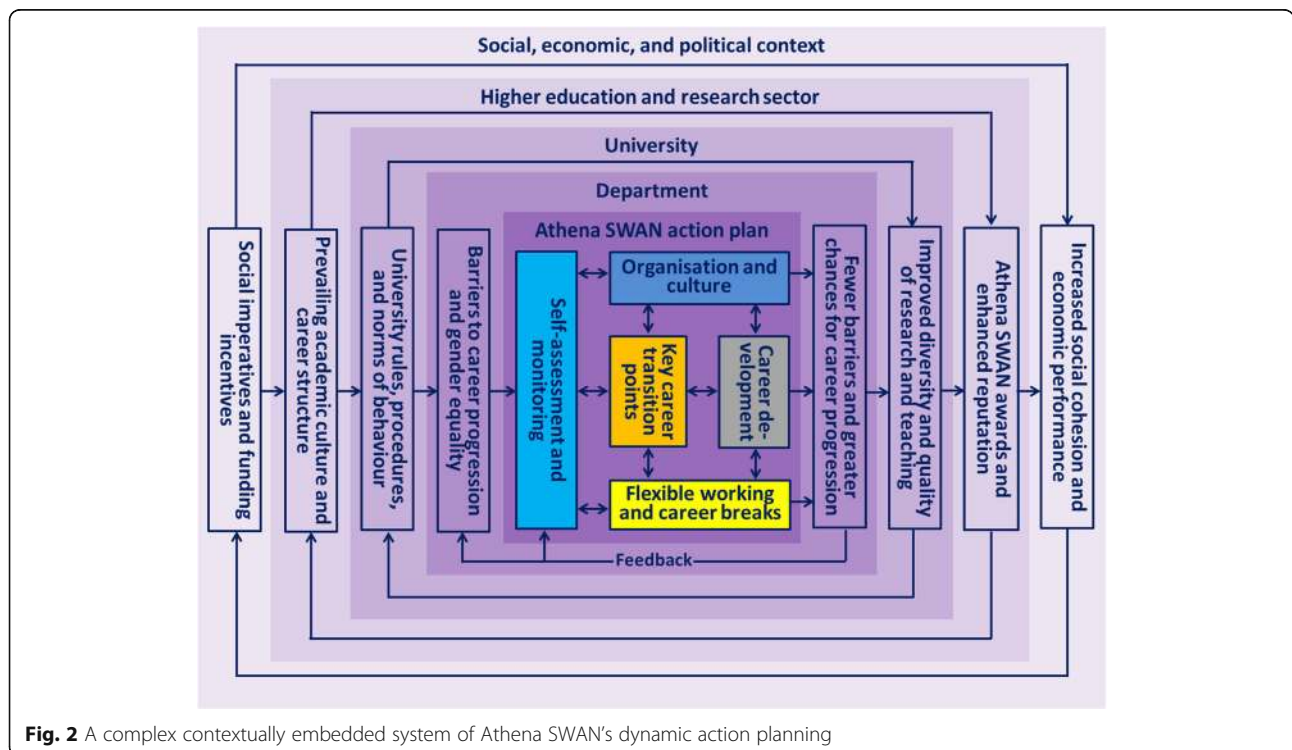 Social, economic, and political context
Higher education and research sector
University
Department
Athena SWAN action plan
Social imperatives and funding
incentives
Prevailing academic culture and
career structure
University rules, procedures,
and norms of behaviour
Barriers to career progression
and gender equality
Self-assessment and
monitoring
Organisation and
culture
Key career
transition
points
Career de-
velopment
Flexible working
and career breaks
Fewer barriers and greater
chances for career progression
Improved diversity and quality
of research and teaching
Athena SWAN awards and
enhanced reputation
Increased social cohesion and
economic performance
Feedback
Fig. 2 A complex contextually embedded system of Athena SWAN's dynamic action planning